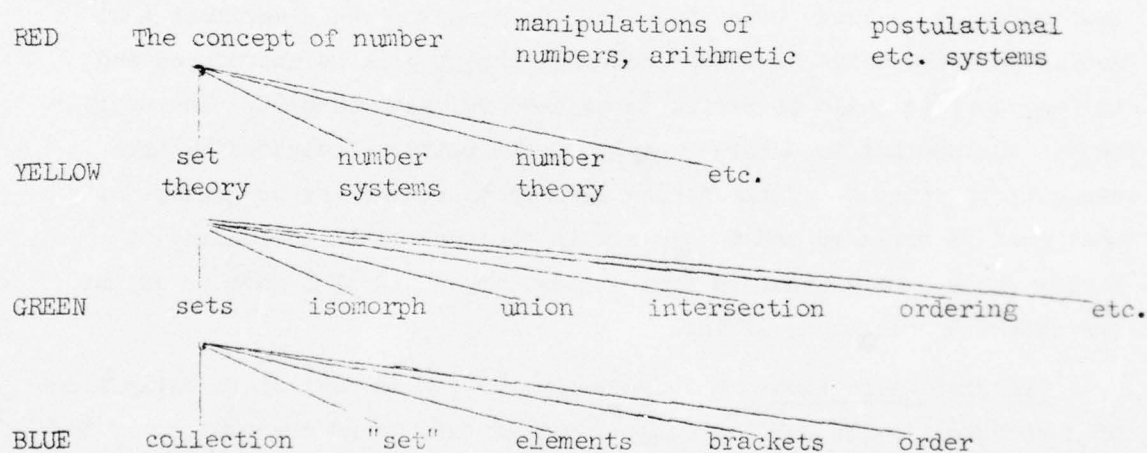 RED The concept of number manipulations of postulational
numbers, arithmetic etc. systems
YELLOW set number number etc.
theory systems theory
GREEN sets isomorph union intersection ordering etc.
BLUE collection "set" elements brackets order